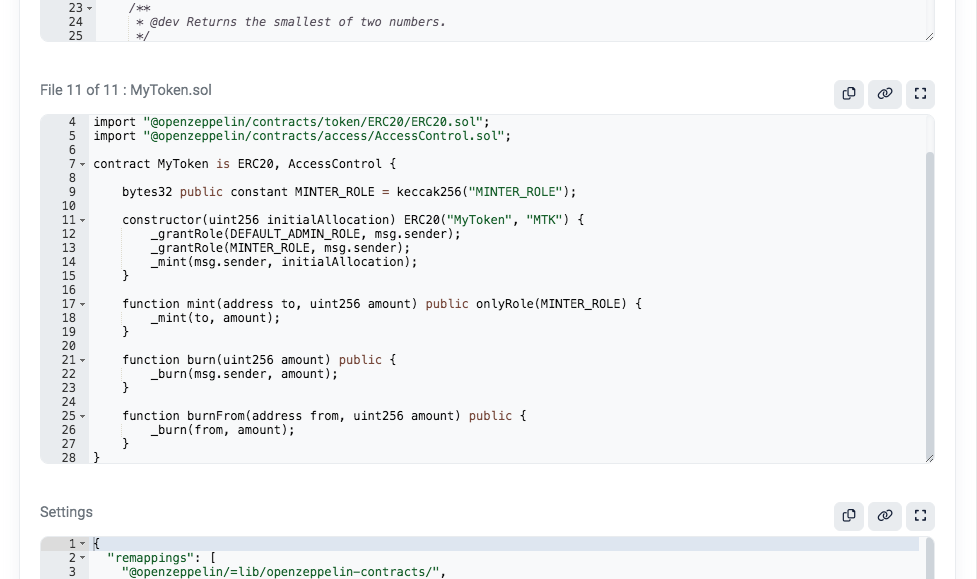 23 /**
24 * @dev Returns the smallest of two numbers.
25 */
File 11 of 11 : MyToken.sol
4 import "@openzeppelin/contracts/token/ERC20/ERC20.sol";
5 import "@openzeppelin/contracts/access/AccessControl.sol";
6
7 contract MyToken is ERC20, AccessControl {
8
9 bytes32 public constant MINTER_ROLE = keccak256("MINTER_ROLE");
10
11 constructor(uint256 initialAllocation) ERC20("MyToken", "MTK") {
12 _grantRole(DEFAULT_ADMIN_ROLE, msg.sender);
13 _grantRole(MINTER_ROLE, msg.sender);
14 _mint(msg.sender, initialAllocation);
15 }
16
17 function mint(address to, uint256 amount) public onlyRole(MINTER_ROLE) {
18 _mint(to, amount);
19 }
20
21 function burn(uint256 amount) public {
22 _burn(msg.sender, amount);
23 }
24
25 function burnFrom(address from, uint256 amount) public {
26 _burn(from, amount);
27 }
28 }
Settings
1 {
2 "remappings": [
3 "@openzeppelin/=lib/openzeppelin-contracts/",